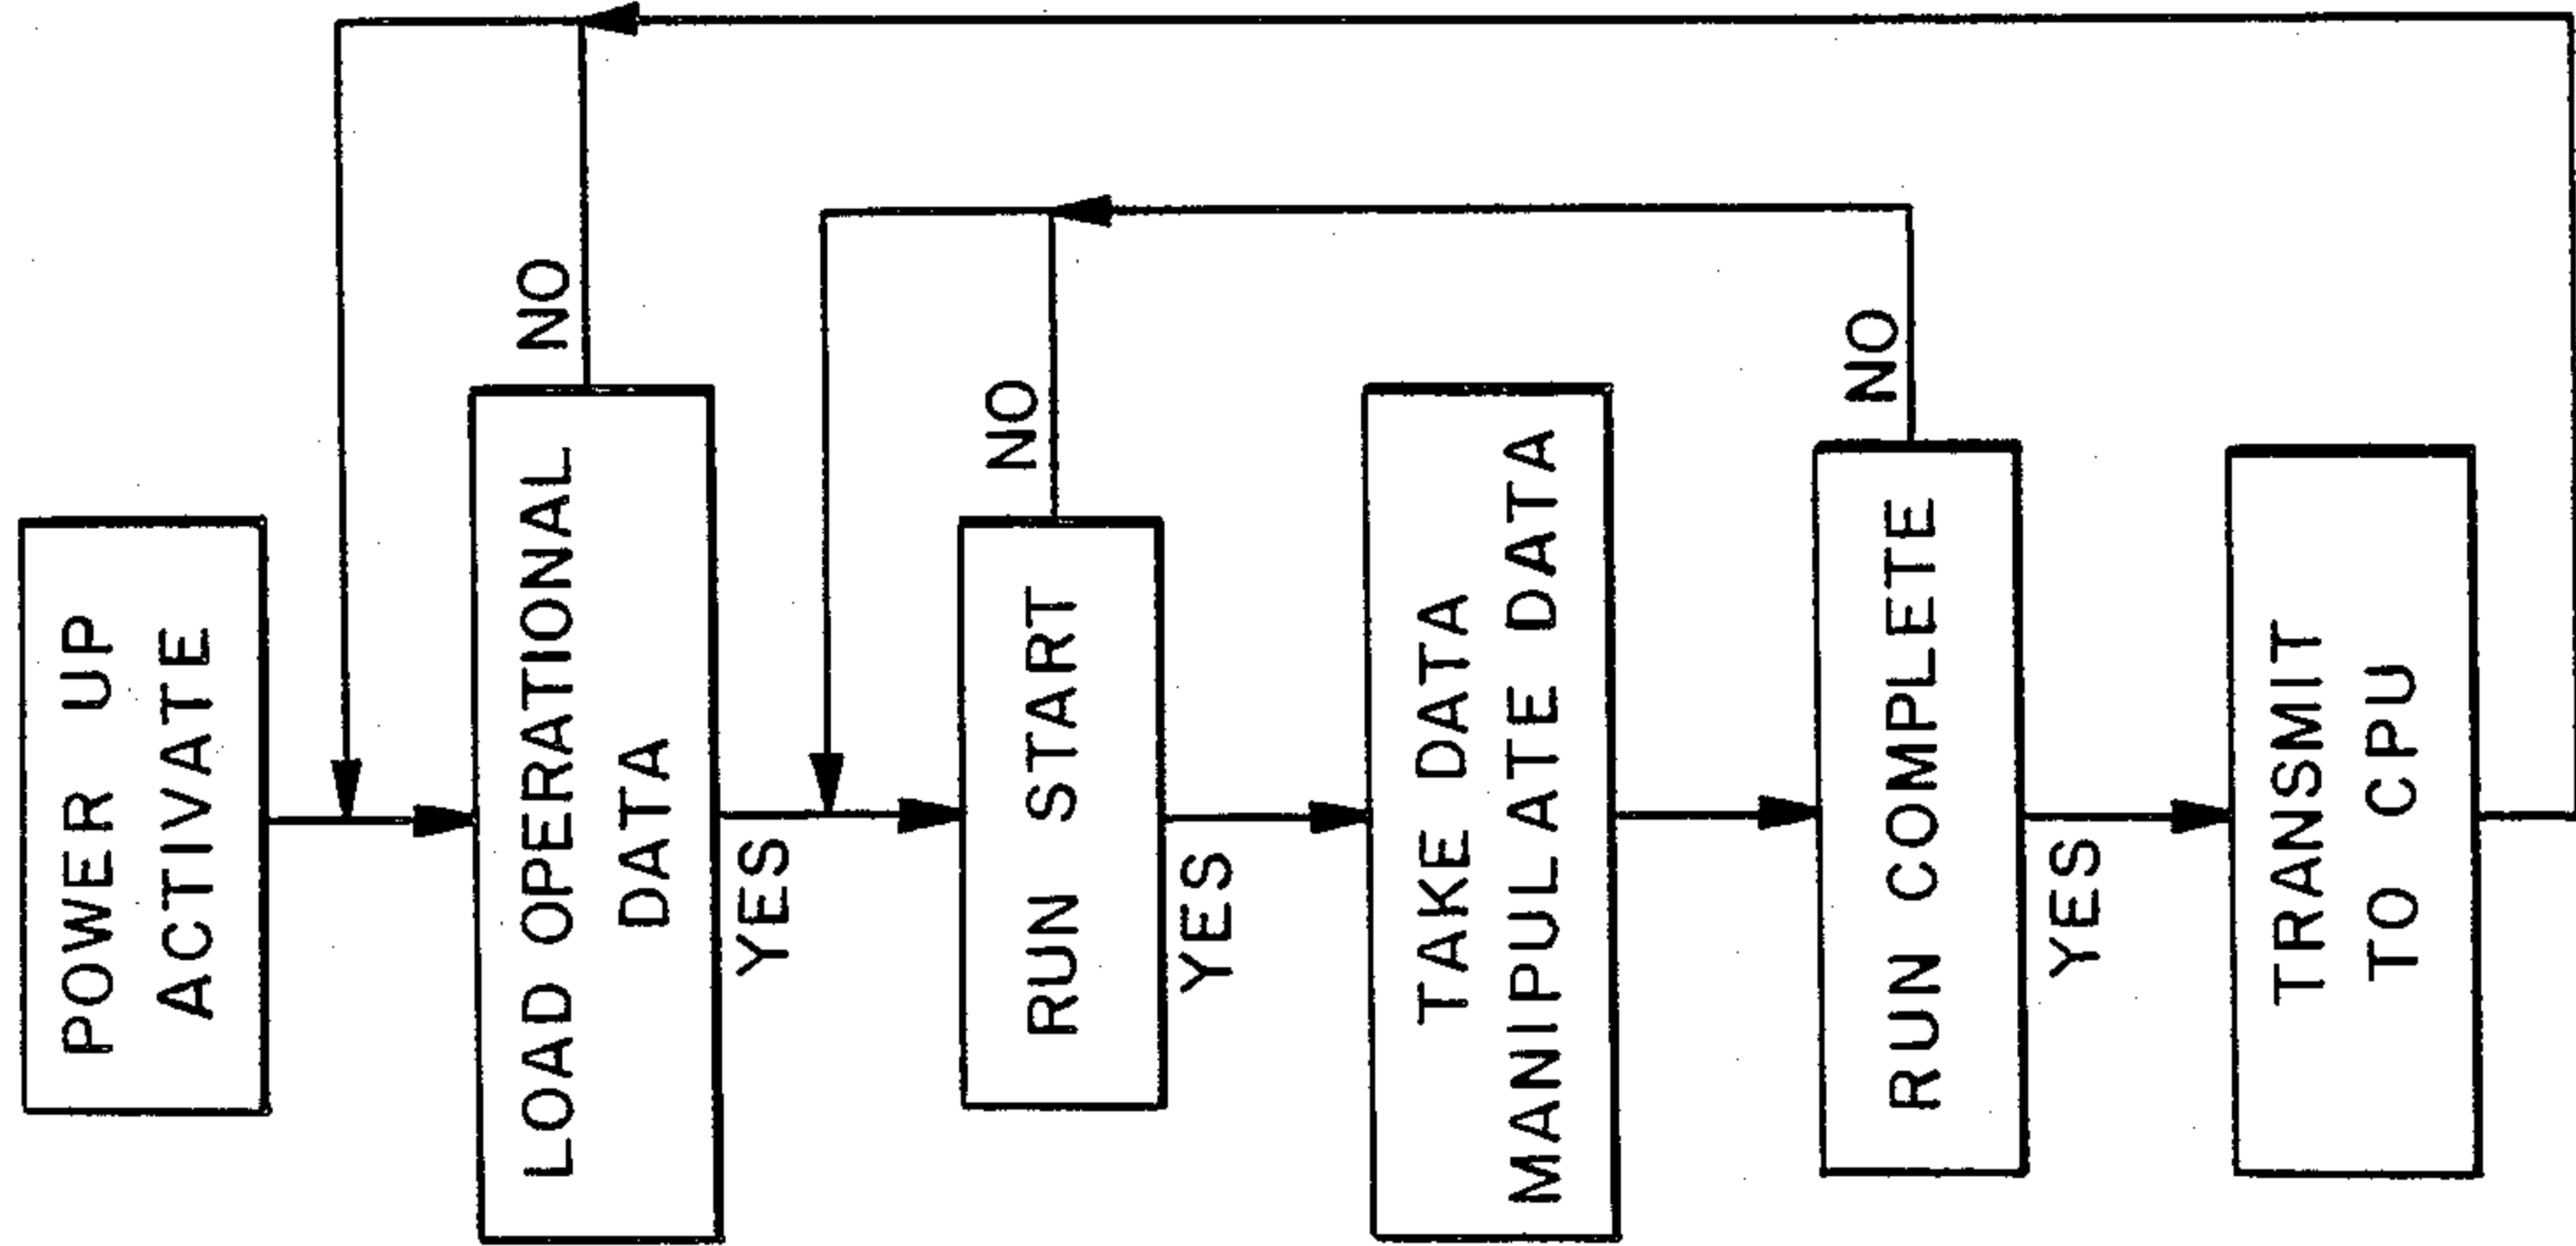 POWER UP
ACTIVATE
LOAD OPERATIONAL
DATA
NO
YES
RUN START
NO
YES
TAKE DATA
MANIPULATE DATA
RUN COMPLETE
NO
YES
TRANSMIT
TO CPU